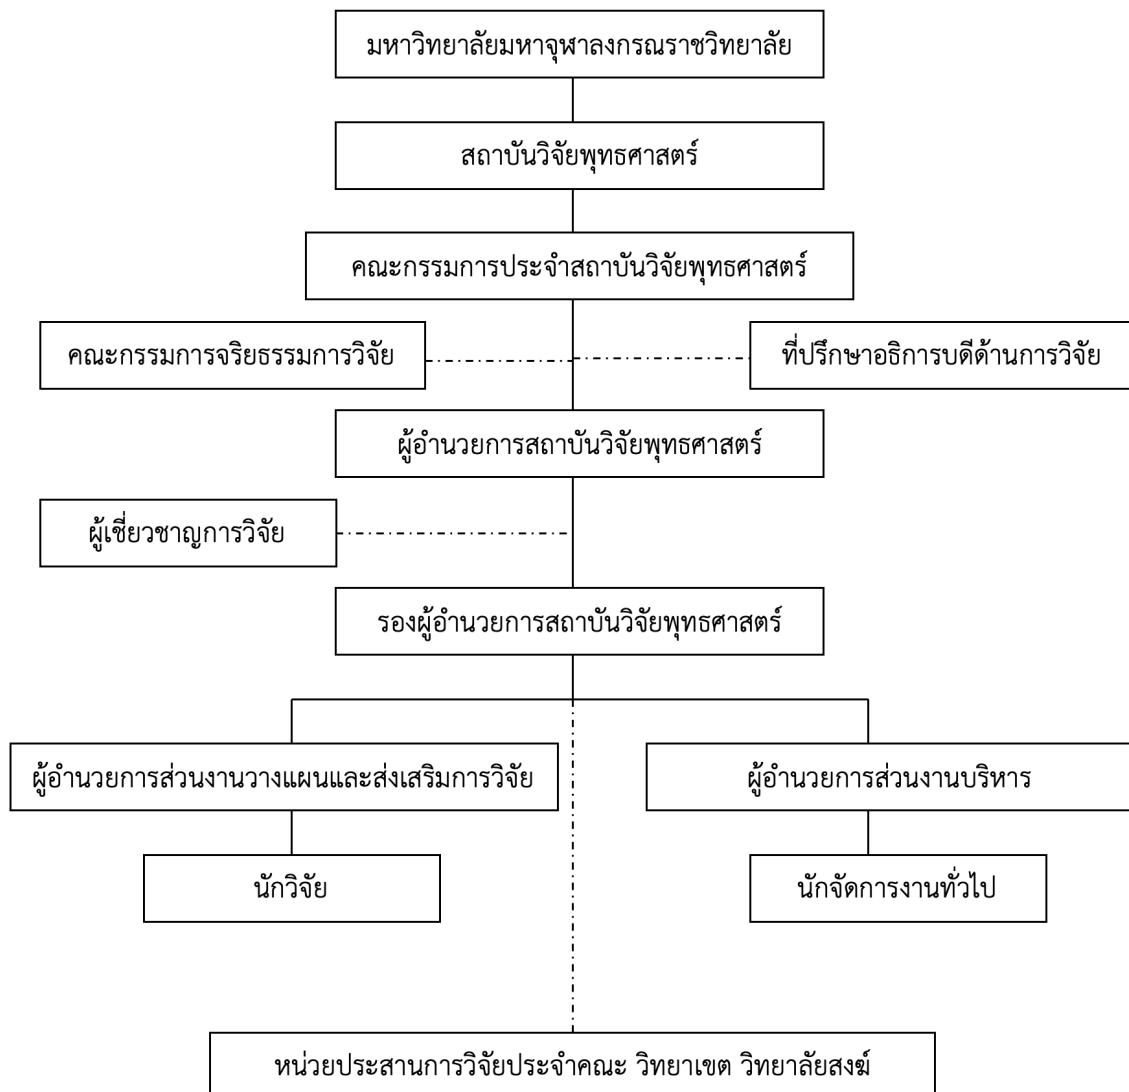 มหาวิทยาลัยมหาจุฬาลงกรณราชวิทยาลัย
สถาบันวิจัยพุทธศาสตร์
คณะกรรมการประจำสถาบันวิจัยพุทธศาสตร์
คณะกรรมการจริยธรรมการวิจัย
ที่ปรึกษาอธิการบดีด้านการวิจัย
ผู้อำนวยการสถาบันวิจัยพุทธศาสตร์
ผู้เชี่ยวชาญการวิจัย
รองผู้อำนวยการสถาบันวิจัยพุทธศาสตร์
ผู้อำนวยการส่วนงานวางแผนและส่งเสริมการวิจัย
ผู้อำนวยการส่วนงานบริหาร
นักวิจัย
นักจัดการงานทั่วไป
หน่วยประสานการวิจัยประจำคณะ วิทยาเขต วิทยาลัยสงฆ์